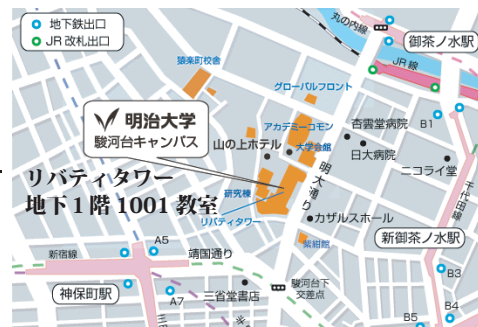 地下鉄出口
JR 改札出口
丸の内線
御茶ノ水駅
JR 線
猿楽町校舎
グローバルフロント
明治大学
駿河台キャンパス
アカデミーコモン
大学会館
山の上ホテル
杏雲堂病院
日大病院
B1
ニコライ堂
明大通り
千代田線
リバティタワー
地下1階 1001 教室
研究棟
リバティタワー
カザルスホール
紫紺館
新御茶ノ水駅
新宿線
A5
靖国通り
神保町駅
A7
三省堂書店
駿河台下
交差点
B3
B4
B5